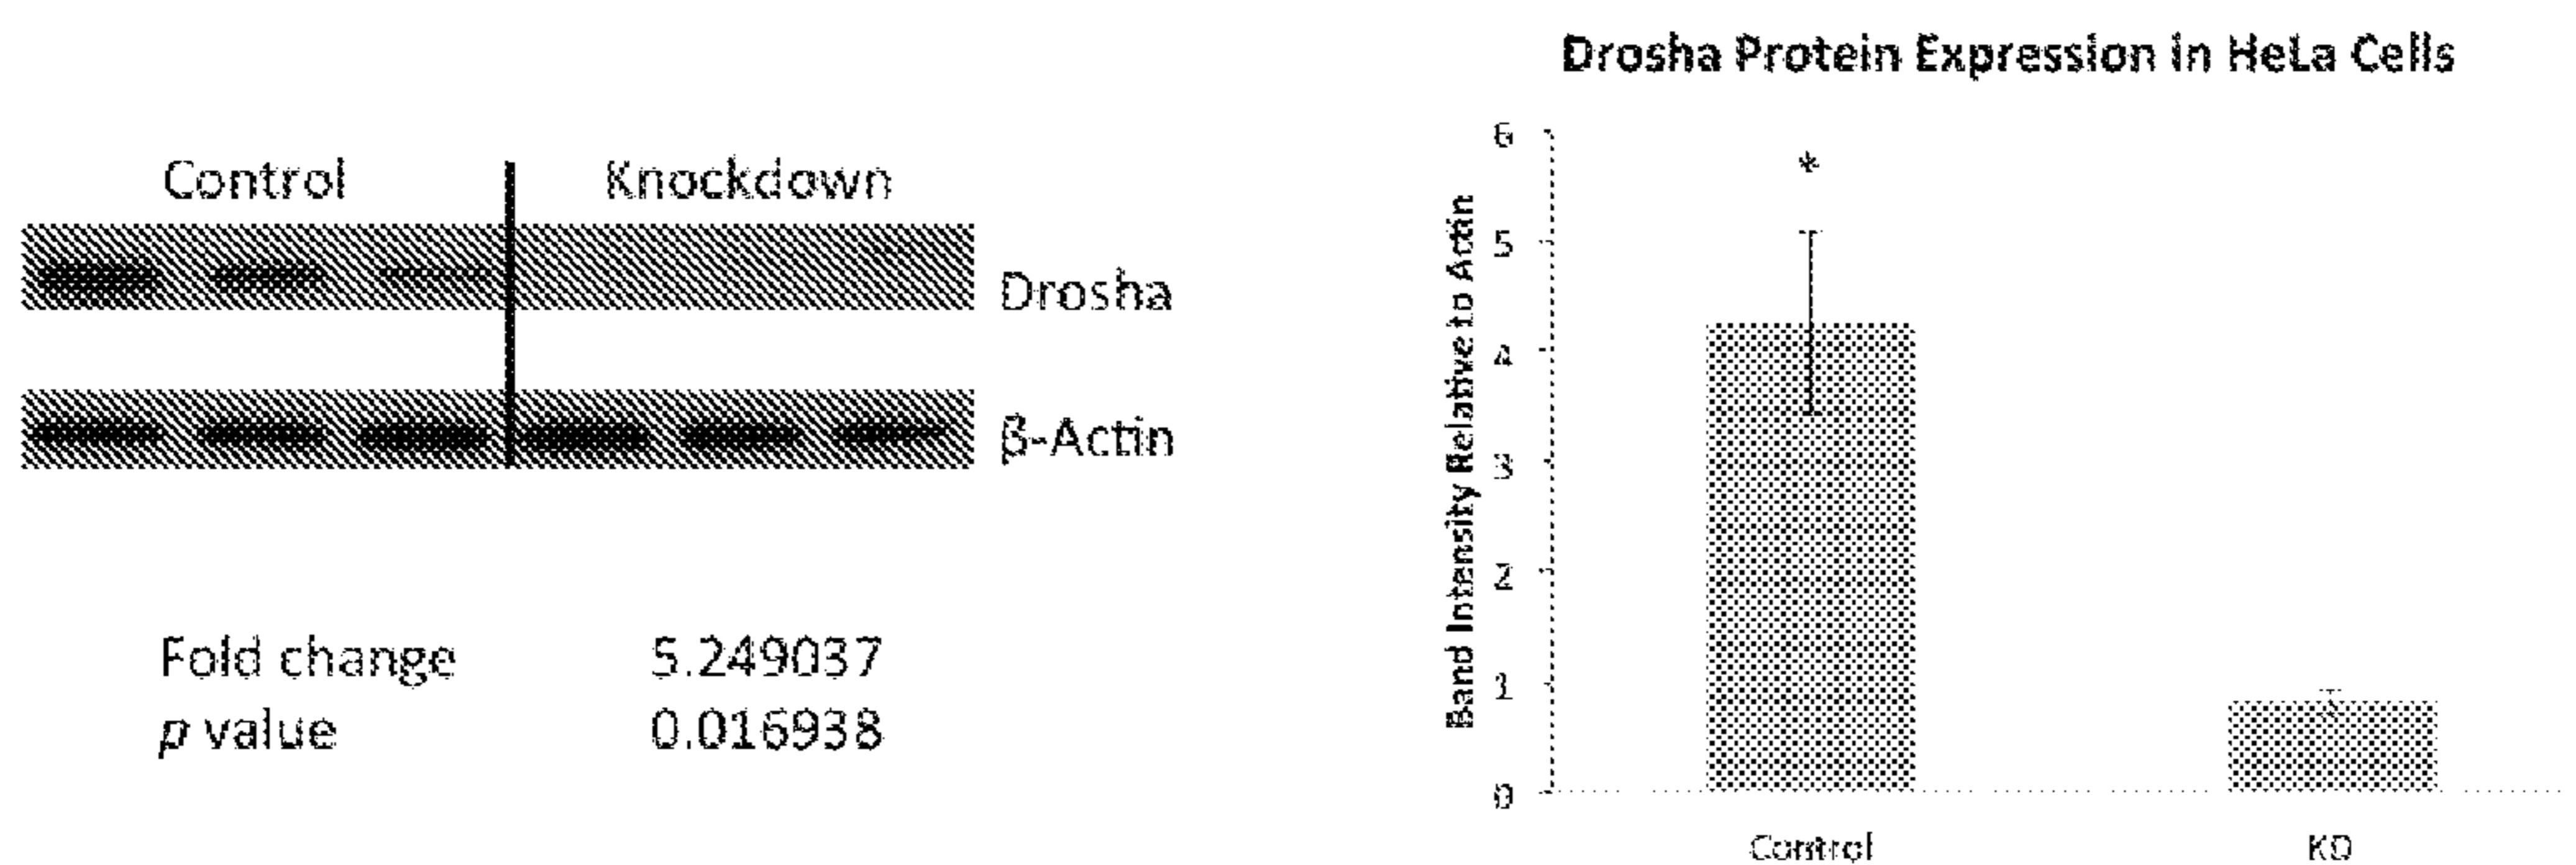 Control Knockdown
Drosha
β-Actin
Fold change 5.249037
p value 0.016938
Drosha Protein Expression in HeLa Cells
Band Intensity Relative to Actin
6
*
5
4
3
2
1
0
Control KD